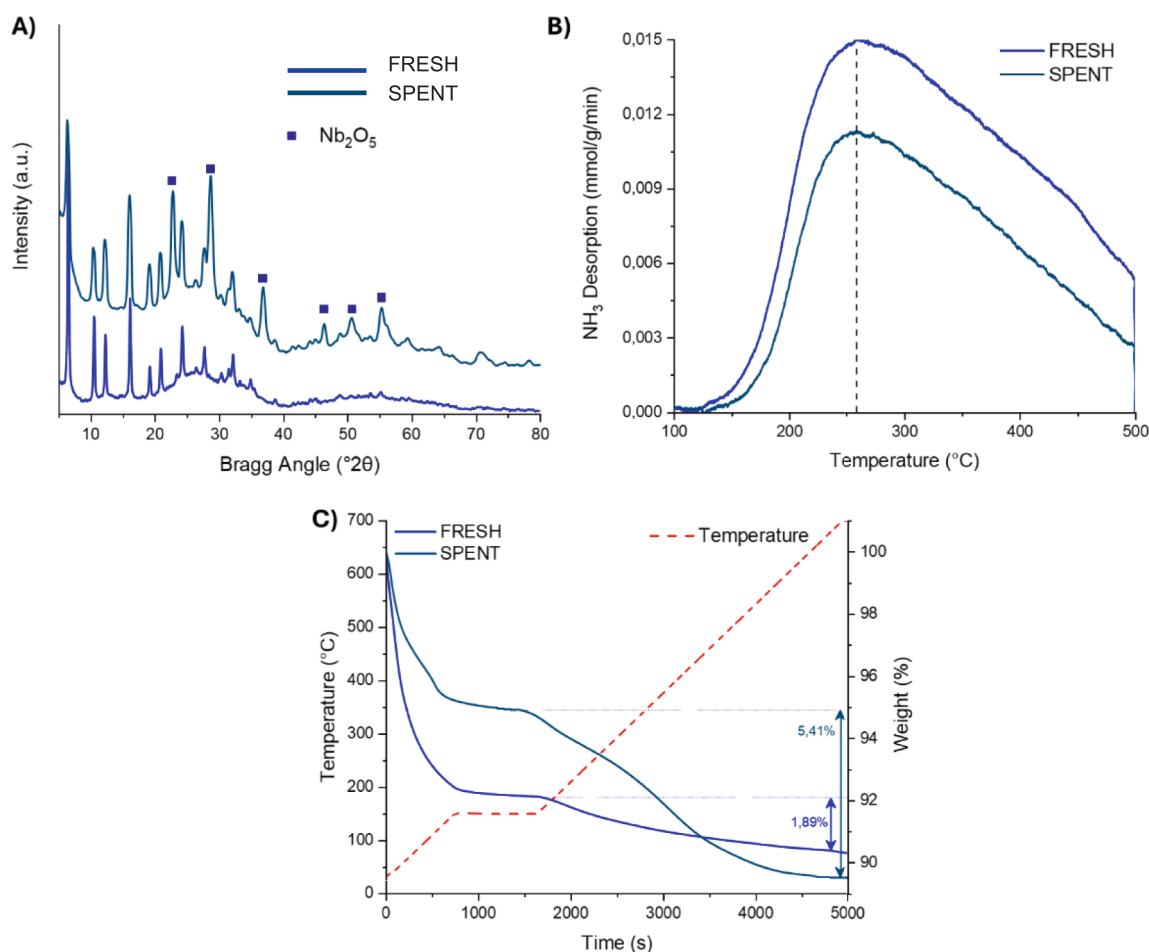 A)
FRESH
SPENT
Nb₂O₅
Intensity (a.u.)
10 20 30 40 50 60 70 80
Bragg Angle (°2θ)
B)
FRESH
SPENT
0,015
0,012
0,009
0,006
0,003
0,000
NH₃ Desorption (mmol/g/min)
100 200 300 400 500
Temperature (°C)
C)
FRESH
SPENT
Temperature
700
600
500
400
300
200
100
0
Temperature (°C)
100
98
96
94
92
90
Weight (%)
5,41%
1,89%
0 1000 2000 3000 4000 5000
Time (s)